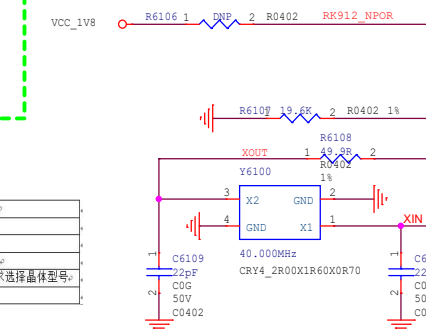 VCC_1V8
R6106 1 DNP 2 R0402 RK912_NPOR
R6107 1 19.6K 2 R0402 1%
R6108
XOUT 1 49.9R 2
R0402
1%
Y6100
3 X2 GND 2
4 GND X1 1 XIN
40.000MHz
CRY4_2R00X1R60X0R70
选择晶体型号
1 C6109
22pF
2 C0G
50V
C0402
1
2
50V